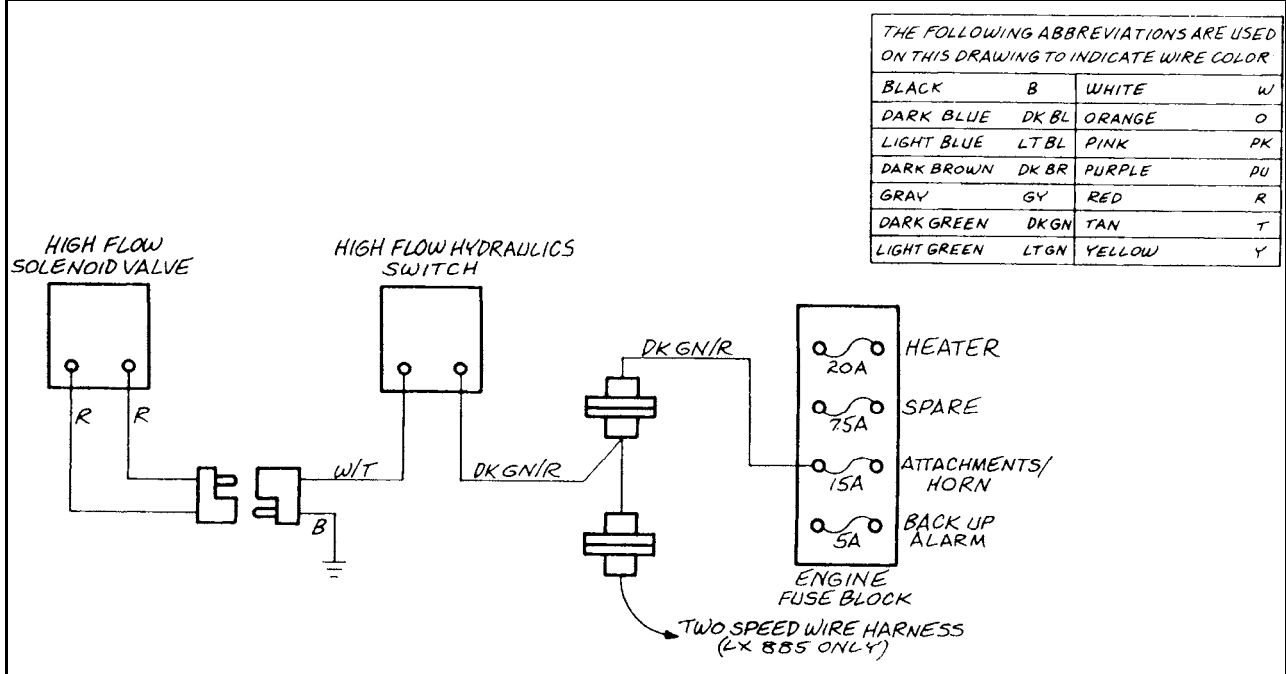 THE FOLLOWING ABBREVIATIONS ARE USED
ON THIS DRAWING TO INDICATE WIRE COLOR
BLACK B WHITE W
DARK BLUE DK BL ORANGE O
LIGHT BLUE LT BL PINK PK
DARK BROWN DK BR PURPLE PU
GRAY GY RED R
DARK GREEN DK GN TAN T
LIGHT GREEN LT GN YELLOW Y
HIGH FLOW
SOLENOID VALVE
HIGH FLOW HYDRAULICS
SWITCH
DK GN/R
HEATER
20A
SPARE
7.5A
R R
W/T
DK GN/R
ATTACHMENTS/
HORN
15A
B
BACK UP
ALARM
5A
ENGINE
FUSE BLOCK
TWO SPEED WIRE HARNESS
(LX 885 ONLY)